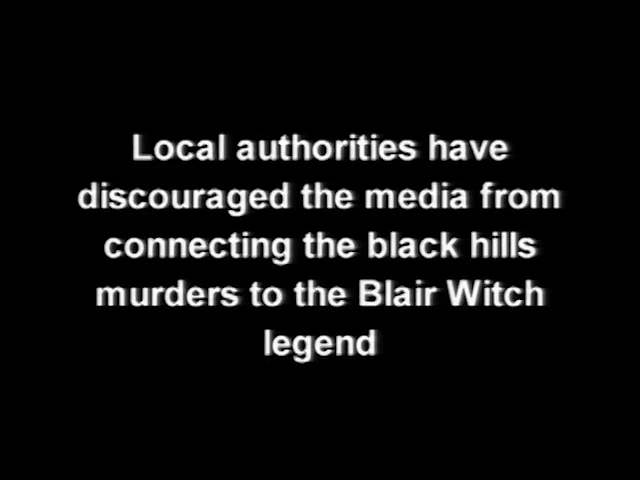 Local authorities have
discouraged the media from
connecting the black hills
murders to the Blair Witch
legend